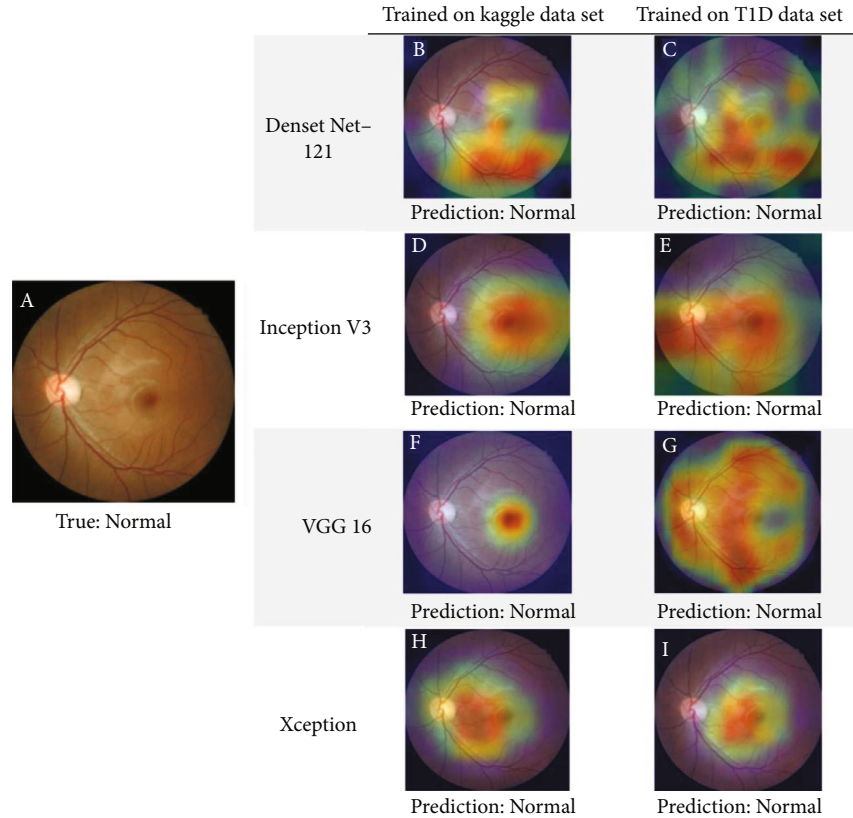 Trained on kaggle data set
Trained on T1D data set
B
C
Denset Net–
121
Prediction: Normal
Prediction: Normal
D
E
A
Inception V3
Prediction: Normal
Prediction: Normal
F
G
True: Normal
VGG 16
Prediction: Normal
Prediction: Normal
H
I
Xception
Prediction: Normal
Prediction: Normal